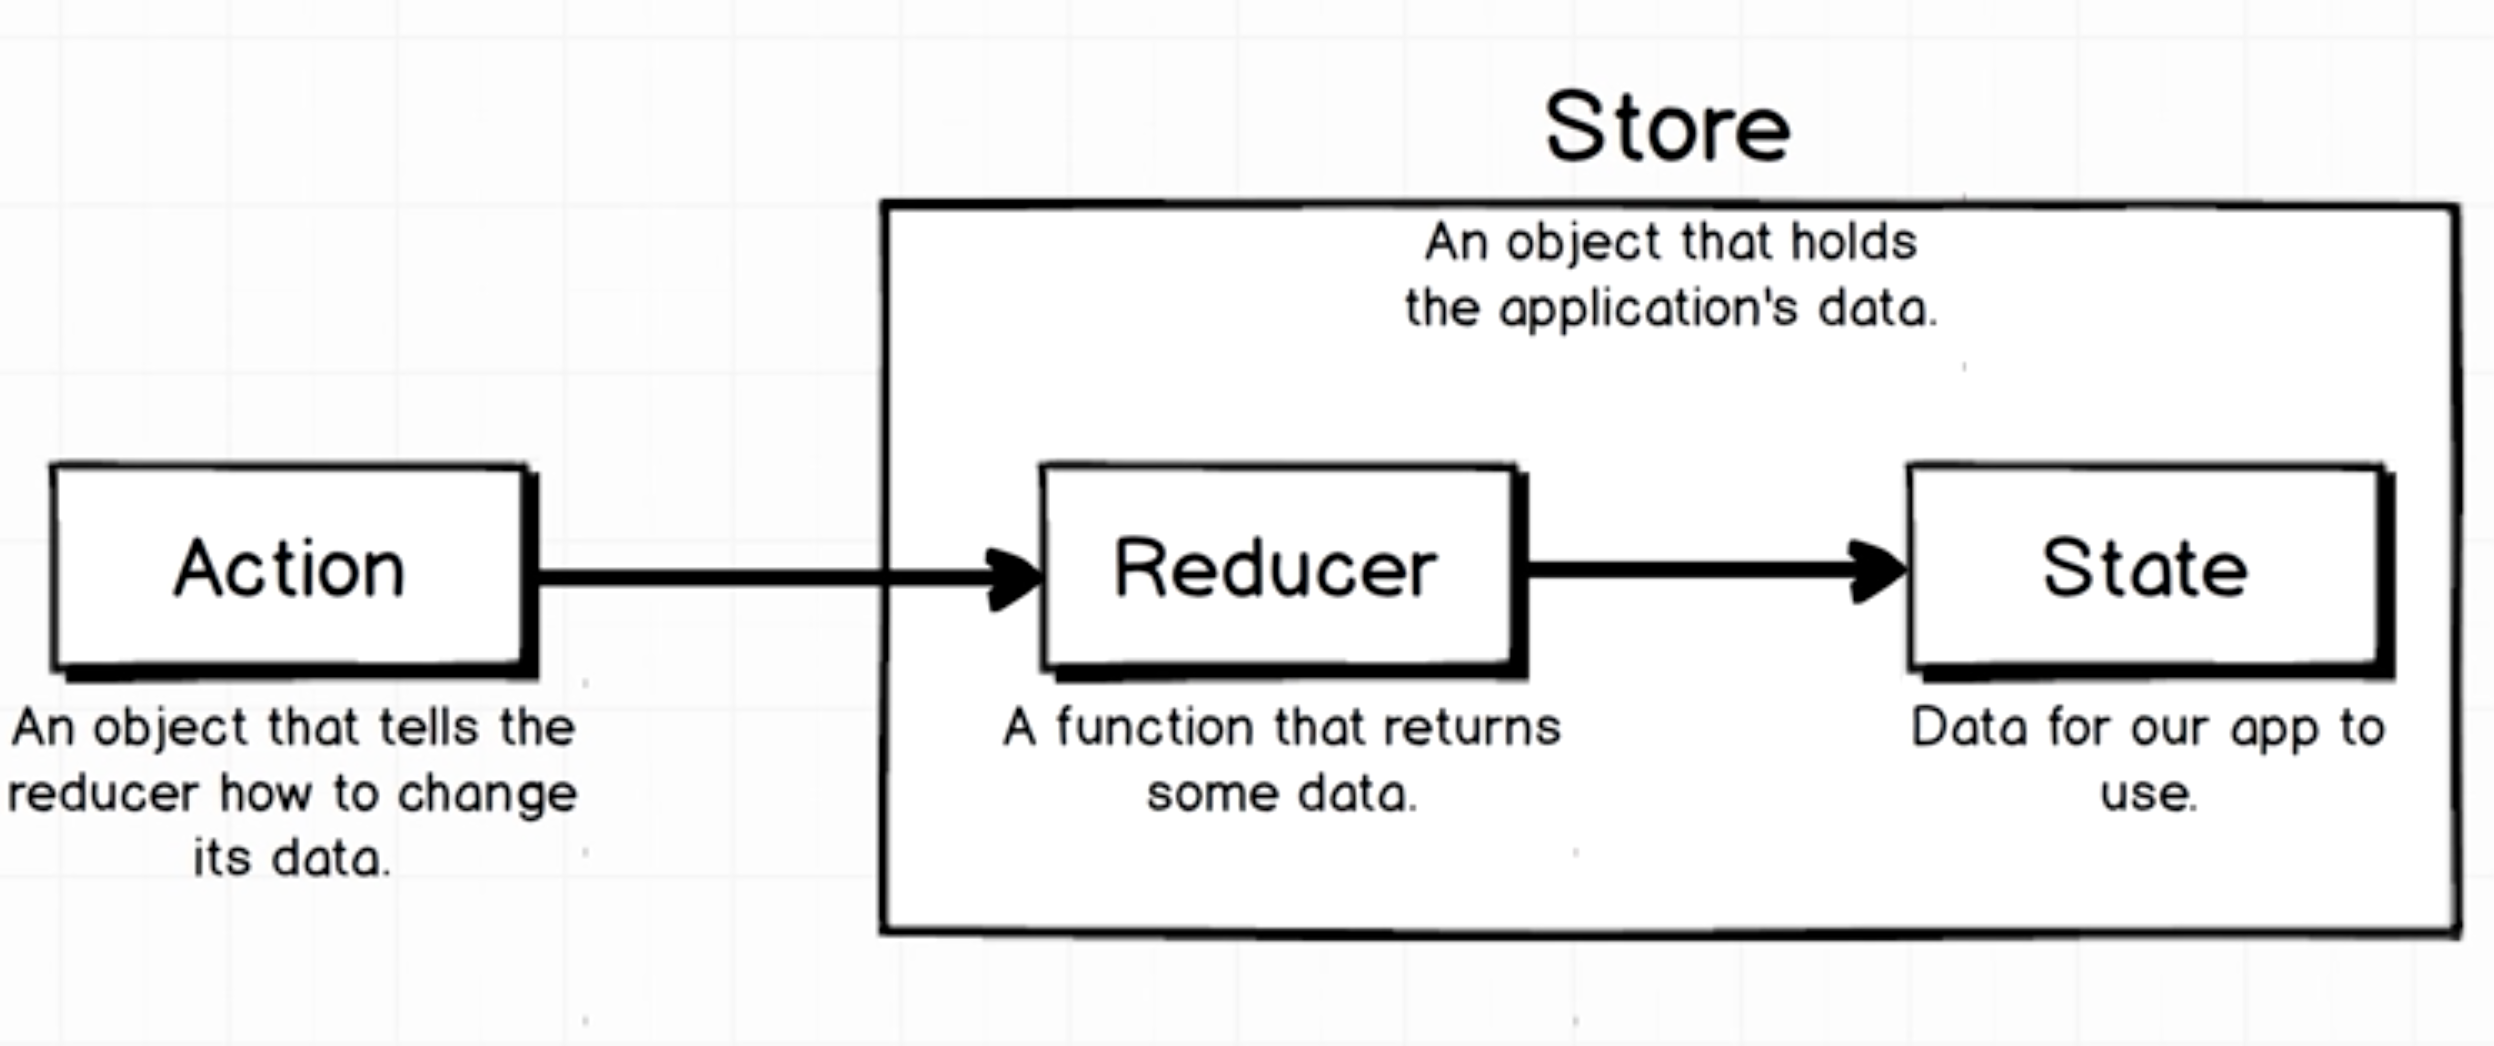 Store
An object that holds
the application's data.
Action
Reducer
State
An object that tells the
reducer how to change
its data.
A function that returns
some data.
Data for our app to
use.